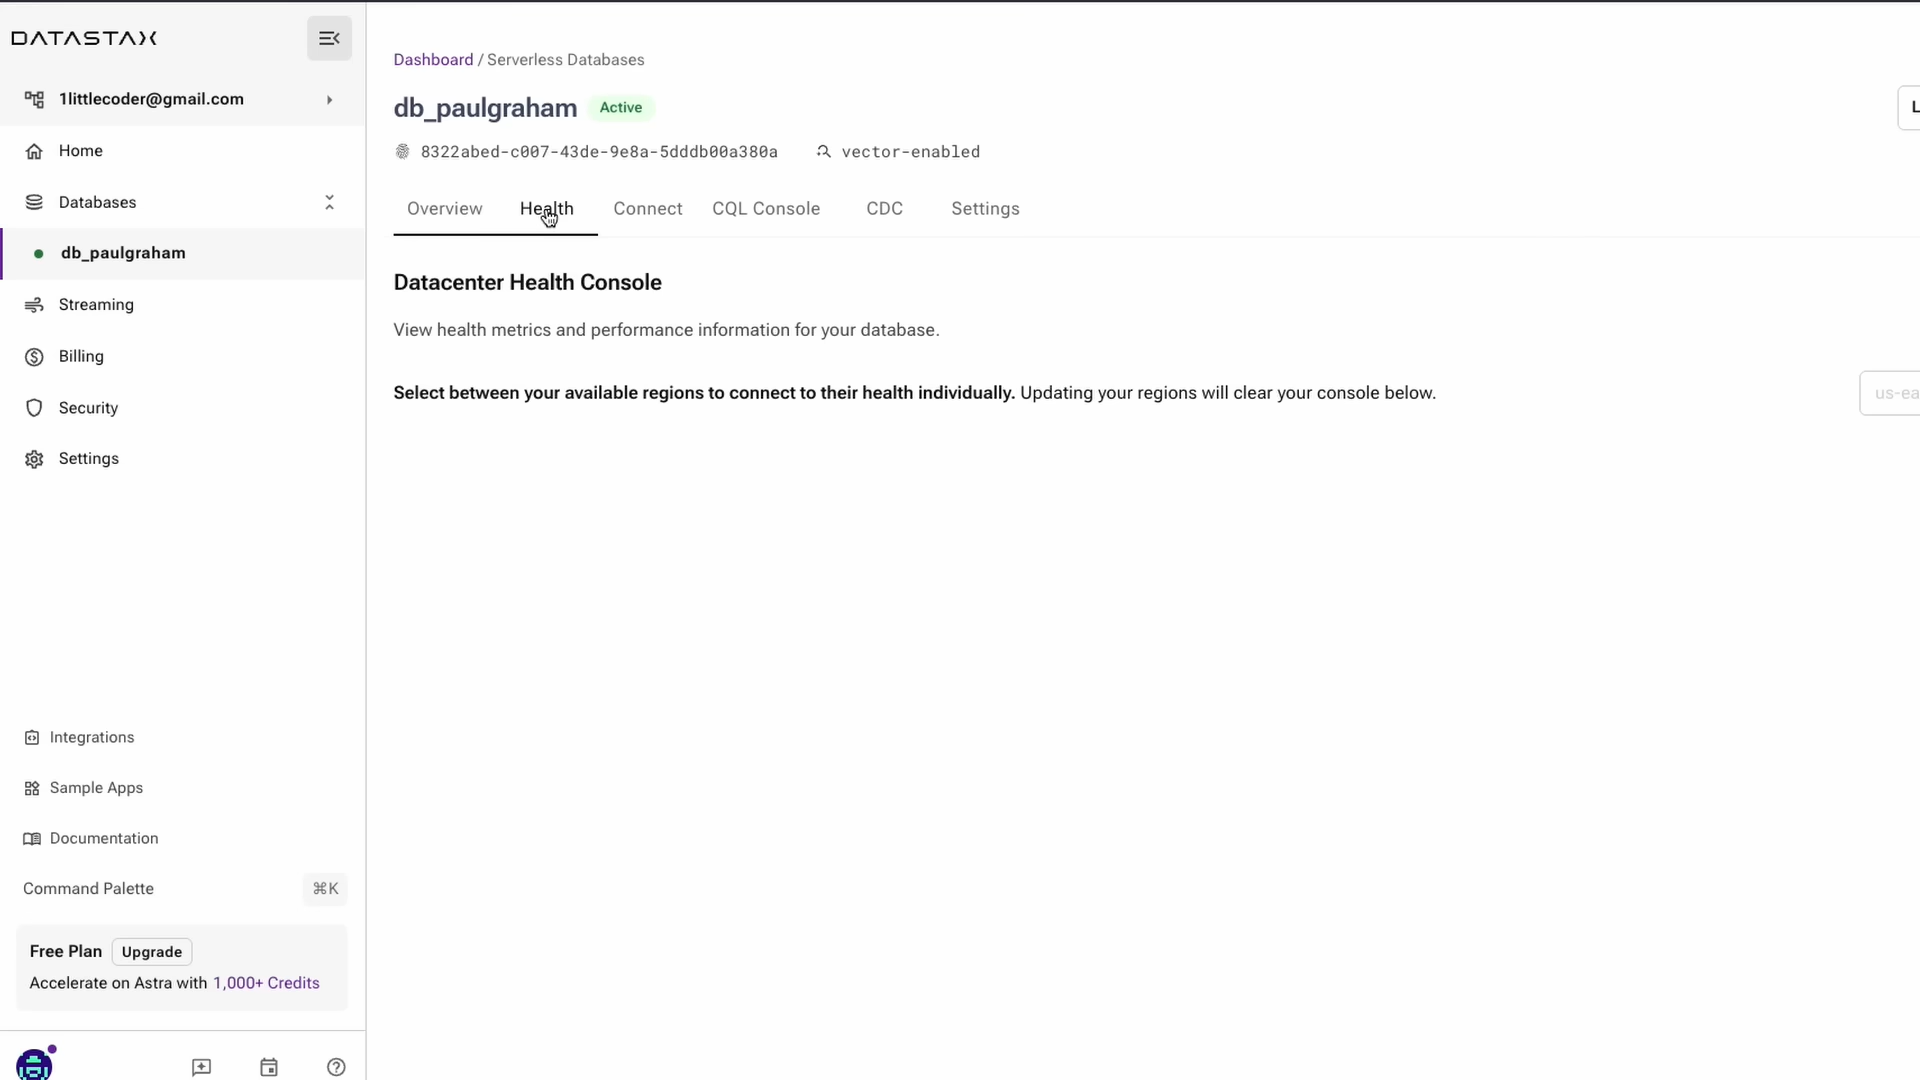 DATASTAX
1littlecoder@gmail.com
Home
Databases
db_paulgraham
Streaming
Billing
Security
Settings
Integrations
Sample Apps
Documentation
Command Palette ⌘K
Free Plan Upgrade
Accelerate on Astra with 1,000+ Credits
Dashboard / Serverless Databases
db_paulgraham Active
8322abed-c007-43de-9e8a-5dddb00a380a vector-enabled
Overview Health Connect CQL Console CDC Settings
Datacenter Health Console
View health metrics and performance information for your database.
Select between your available regions to connect to their health individually. Updating your regions will clear your console below.
us-ea